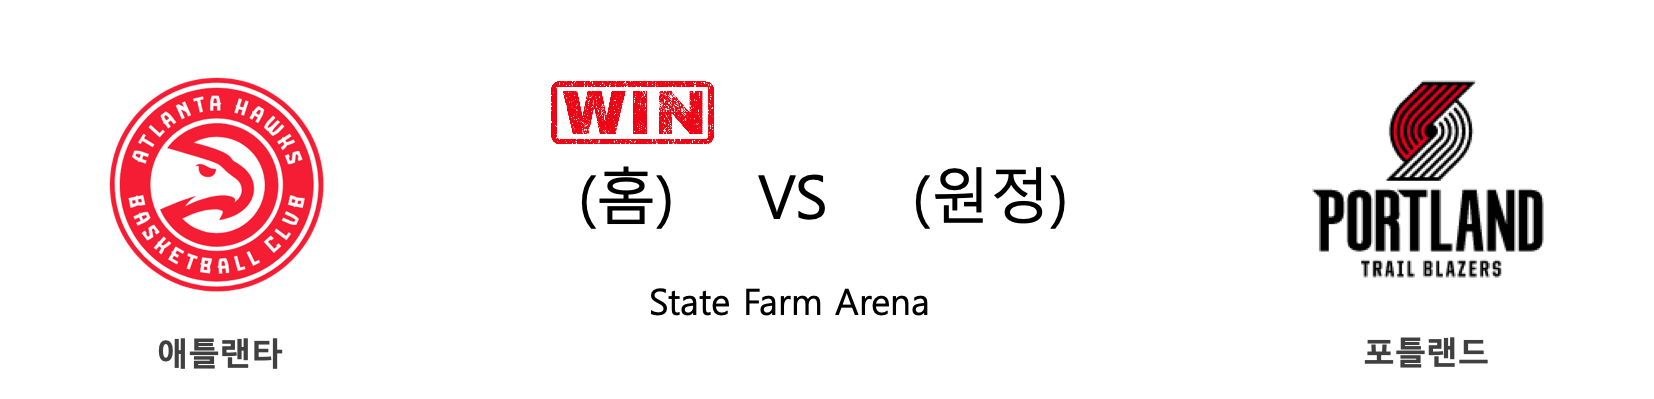 ATLANTA HAWKS
BASKETBALL CLUB
애틀랜타
WIN
(홈) VS (원정)
State Farm Arena
PORTLAND
TRAIL BLAZERS
포틀랜드